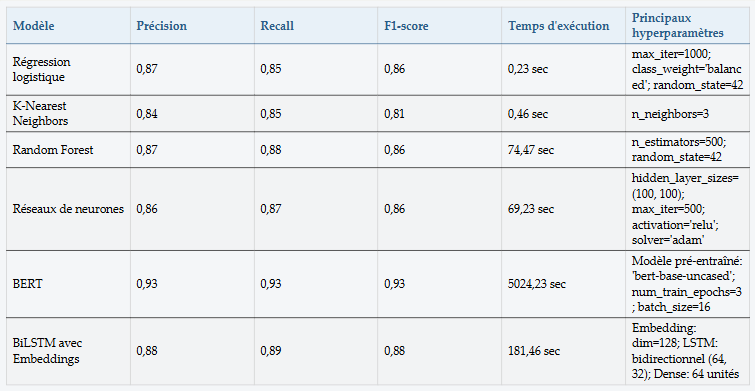 Modèle Précision Recall F1-score Temps d'exécution Principaux hyperparamètres
Régression logistique 0,87 0,85 0,86 0,23 sec max_iter=1000; class_weight='balanced'; random_state=42
K-Nearest Neighbors 0,84 0,85 0,81 0,46 sec n_neighbors=3
Random Forest 0,87 0,88 0,86 74,47 sec n_estimators=500; random_state=42
Réseaux de neurones 0,86 0,87 0,86 69,23 sec hidden_layer_sizes=(100, 100); max_iter=500; activation='relu'; solver='adam'
BERT 0,93 0,93 0,93 5024,23 sec Modèle pré-entraîné: 'bert-base-uncased'; num_train_epochs=3; batch_size=16
BiLSTM avec Embeddings 0,88 0,89 0,88 181,46 sec Embedding: dim=128; LSTM: bidirectionnel (64, 32); Dense: 64 unités